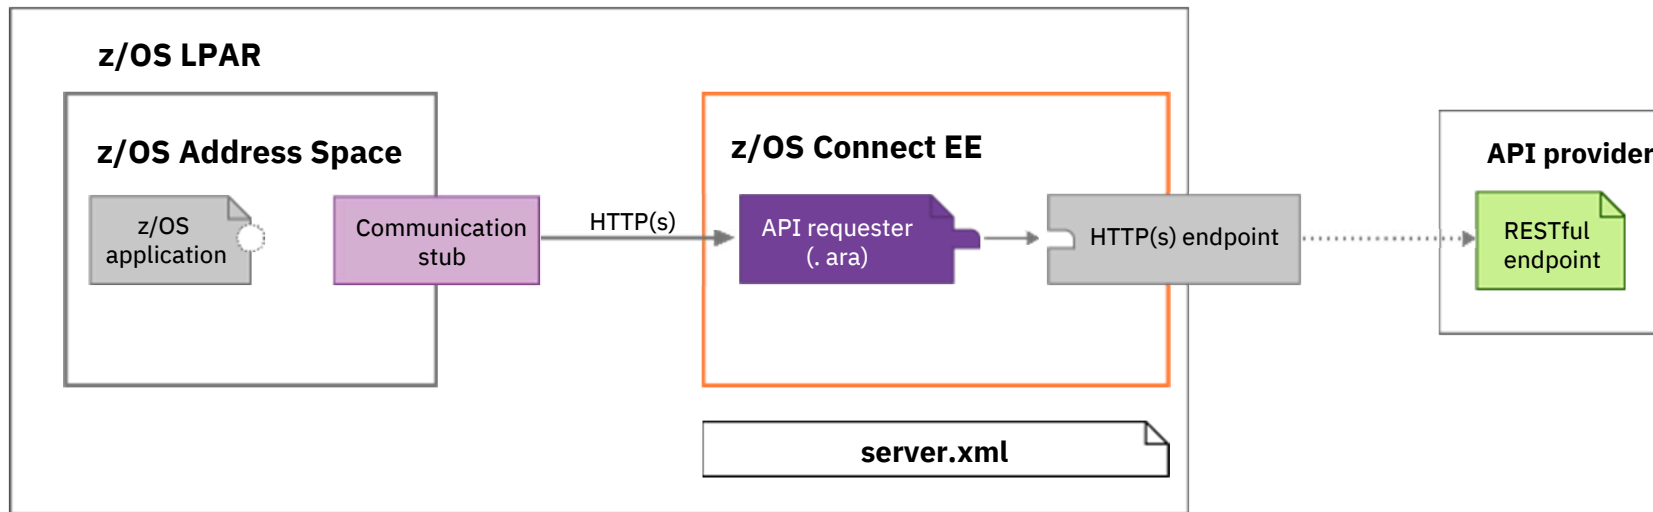 z/OS LPAR
z/OS Address Space
z/OS
application
Communication
stub
HTTP(s)
z/OS Connect EE
API requester
(. ara)
HTTP(s) endpoint
API provider
RESTful
endpoint
server.xml